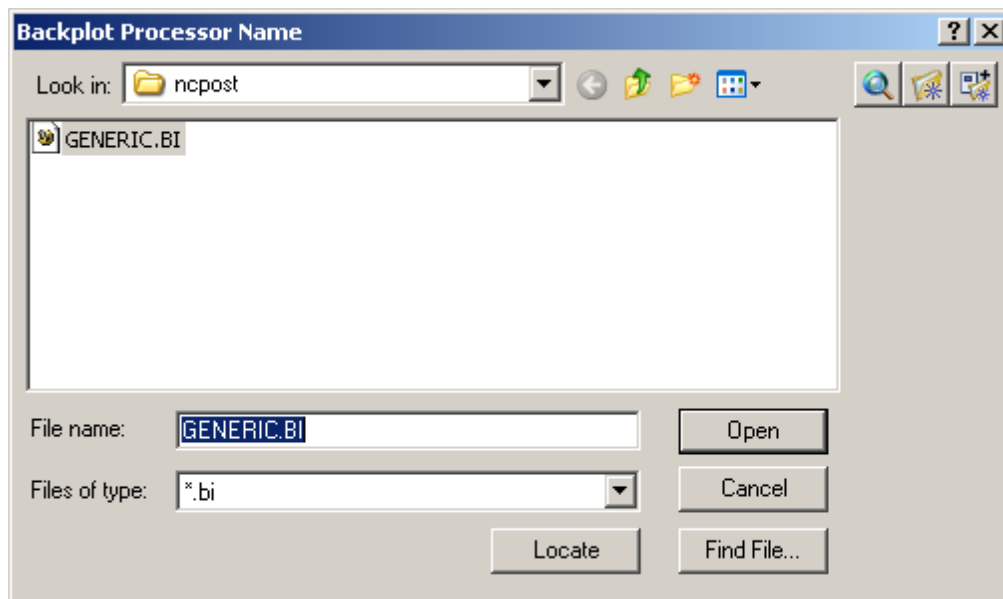 Backplot Processor Name
Look in: ncpost
GENERIC.BI
File name: GENERIC.BI Open
Files of type: *.bi Cancel
Locate Find File...